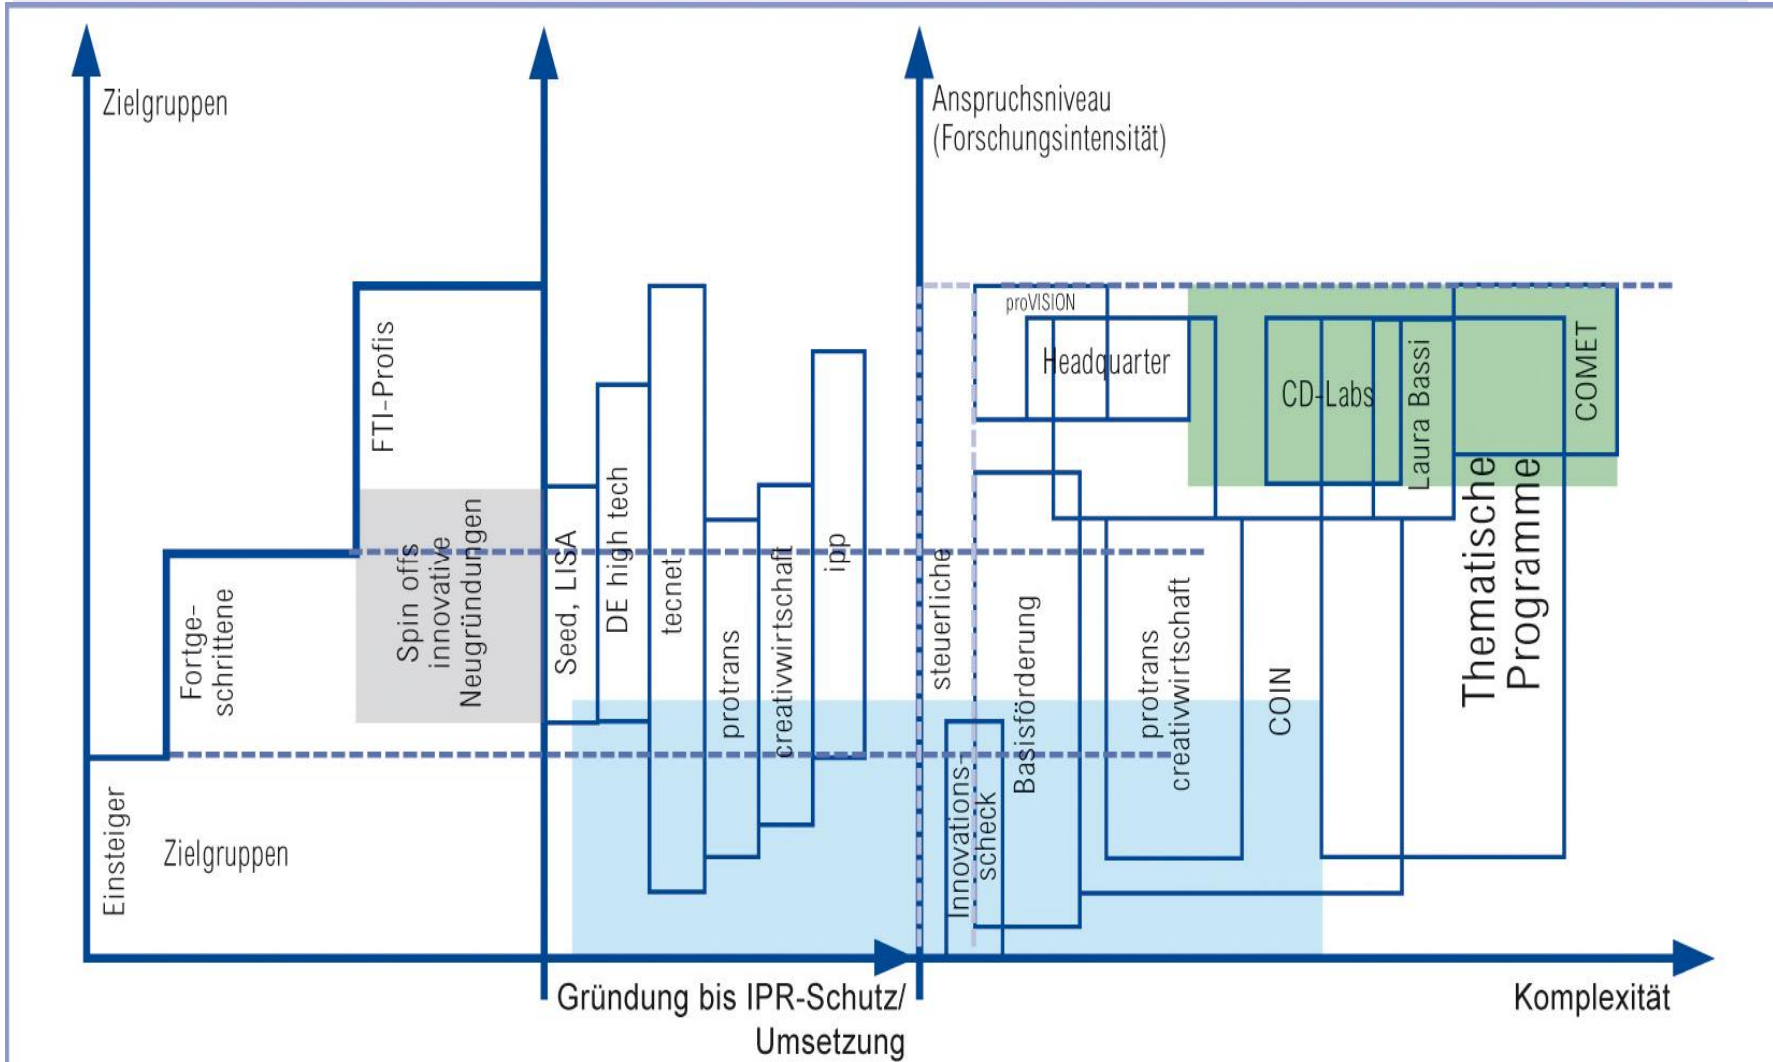 Zielgruppen
Anspruchsniveau
(Forschungsintensität)
Einsteiger
Zielgruppen
Fortge-
schrittene
FTI-Profis
Spin offs
innovative
Neugründungen
Seed, LISA
DE high tech
tecnet
protrans
creativwirtschaft
ipp
steuerliche
proVISION
Headquarter
Innovations-
scheck
Basisförderung
protrans
creativwirtschaft
COIN
CD-Labs
Laura Bassi
Thematische
Programme
COMET
Gründung bis IPR-Schutz/
Umsetzung
Komplexität